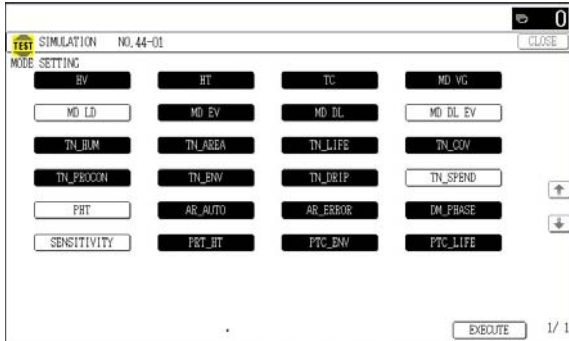 0
TEST SIMULATION NO.44-01 CLOSE
MODE SETTING
HV HT TC MD VG
MD LD MD EV MD DL MD DL EV
TN_HUM TN_AREA TN_LIFE TN_COV
TN_PROCON TN_ENV TN_DRIP TN_SPEND
PHT AR_AUTO AR_ERROR DM_PHASE
SENSITIVITY PRT_HT PTC_ENV PTC_LIFE
EXECUTE 1/ 1